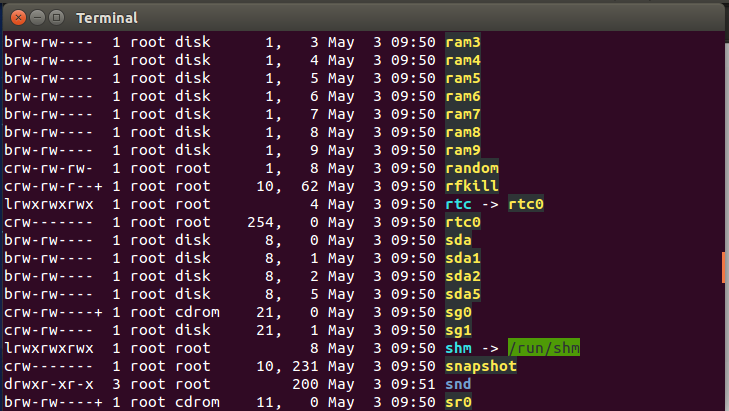 Terminal
brw-rw---- 1 root disk 1, 3 May 3 09:50 ram3
brw-rw---- 1 root disk 1, 4 May 3 09:50 ram4
brw-rw---- 1 root disk 1, 5 May 3 09:50 ram5
brw-rw---- 1 root disk 1, 6 May 3 09:50 ram6
brw-rw---- 1 root disk 1, 7 May 3 09:50 ram7
brw-rw---- 1 root disk 1, 8 May 3 09:50 ram8
brw-rw---- 1 root disk 1, 9 May 3 09:50 ram9
crw-rw-rw- 1 root root 1, 8 May 3 09:50 random
crw-rw-r--+ 1 root root 10, 62 May 3 09:50 rfkill
lrwxrwxrwx 1 root root 4 May 3 09:50 rtc -> rtc0
crw------- 1 root root 254, 0 May 3 09:50 rtc0
brw-rw---- 1 root disk 8, 0 May 3 09:50 sda
brw-rw---- 1 root disk 8, 1 May 3 09:50 sda1
brw-rw---- 1 root disk 8, 2 May 3 09:50 sda2
brw-rw---- 1 root disk 8, 5 May 3 09:50 sda5
crw-rw----+ 1 root cdrom 21, 0 May 3 09:50 sg0
crw-rw---- 1 root disk 21, 1 May 3 09:50 sg1
lrwxrwxrwx 1 root root 8 May 3 09:50 shm -> /run/shm
crw------- 1 root root 10, 231 May 3 09:50 snapshot
drwxr-xr-x 3 root root 200 May 3 09:51 snd
brw-rw----+ 1 root cdrom 11, 0 May 3 09:50 sr0